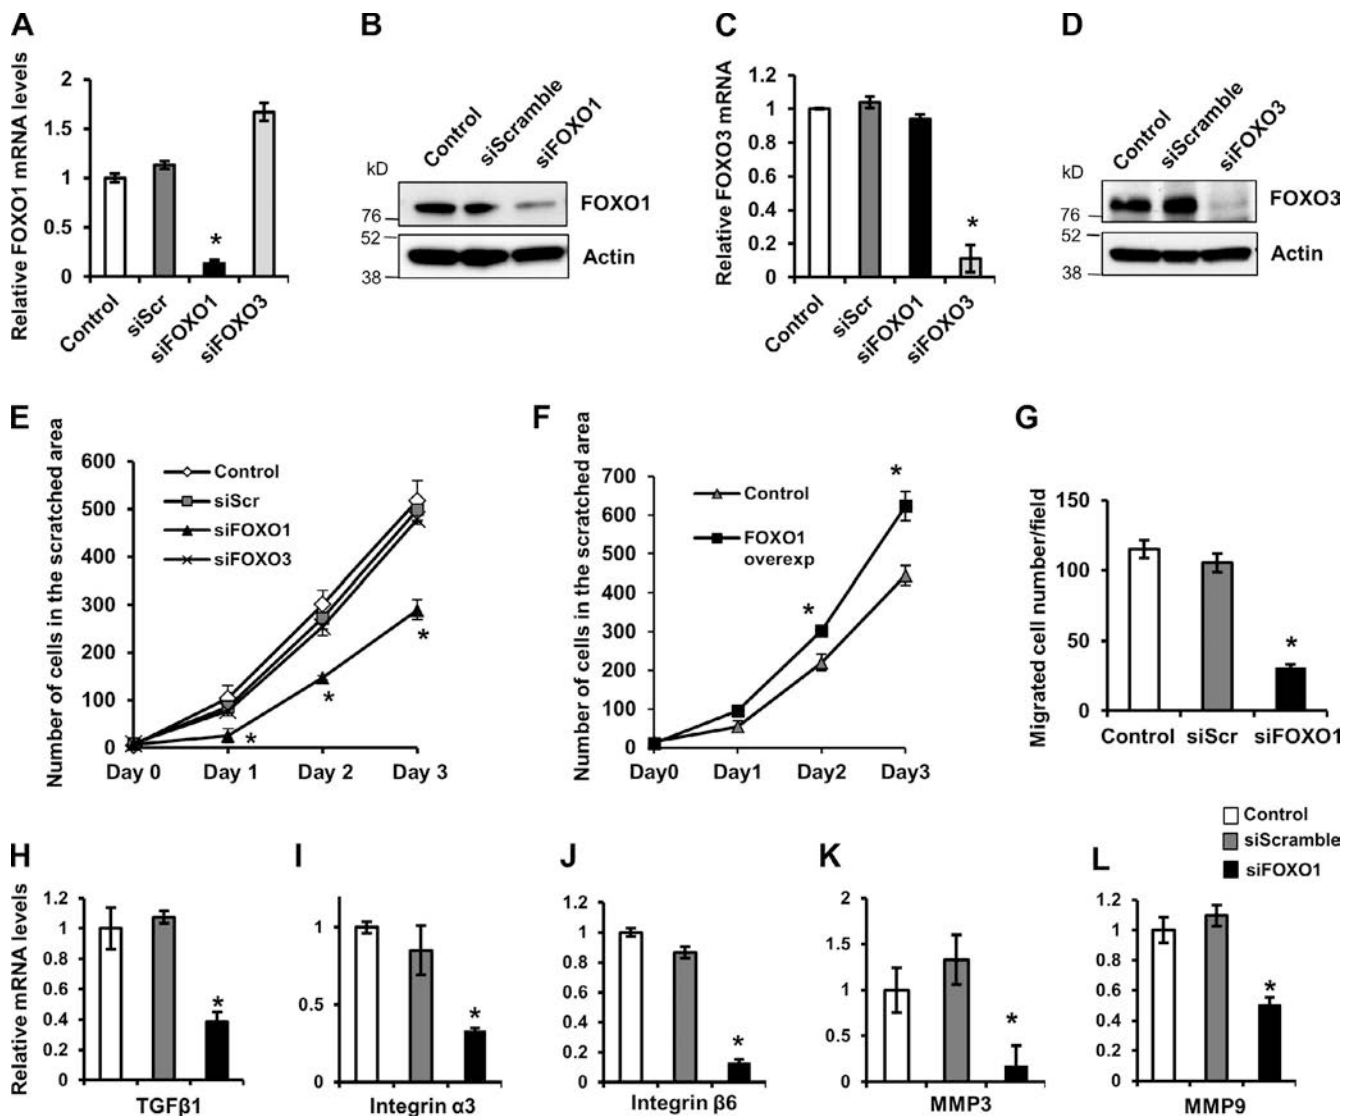 A
Relative FOXO1 mRNA levels
2
1.5
1
0.5
0
*
Control
siScr
siFOXO1
siFOXO3
B
Control
siScramble
siFOXO1
kD
76
52
38
FOXO1
Actin
C
Relative FOXO3 mRNA
1.2
1
0.8
0.6
0.4
0.2
0
*
Control
siScr
siFOXO1
siFOXO3
D
Control
siScramble
siFOXO3
kD
76
52
38
FOXO3
Actin
E
Number of cells in the scratched area
600
500
400
300
200
100
0
Control
siScr
siFOXO1
siFOXO3
*
*
*
Day 0
Day 1
Day 2
Day 3
F
Number of cells in the scratched area
700
600
500
400
300
200
100
0
Control
FOXO1
overexp
*
*
Day0
Day1
Day2
Day3
G
Migrated cell number/field
150
100
50
0
*
Control
siScr
siFOXO1
Control
siScramble
siFOXO1
H
Relative mRNA levels
1.2
1
0.8
0.6
0.4
0.2
0
*
TGFβ1
I
1
0.5
0
*
Integrin α3
J
1.2
1
0.8
0.6
0.4
0.2
0
*
Integrin β6
K
2
1.5
1
0.5
0
*
MMP3
L
1.2
1
0.8
0.6
0.4
0.2
0
*
MMP9